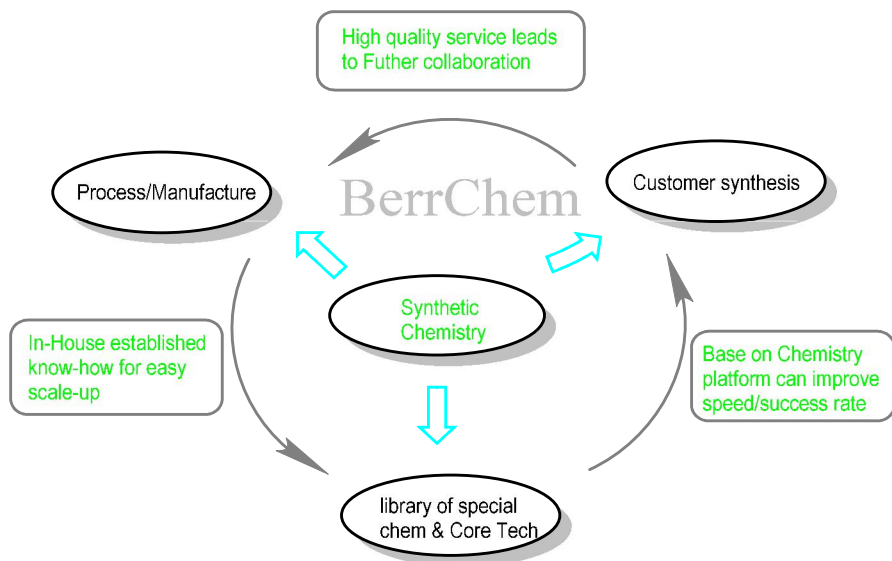 High quality service leads
to Futher collaboration
Process/Manufacture
BerrChem
Customer synthesis
Synthetic
Chemistry
In-House established
know-how for easy
scale-up
Base on Chemistry
platform can improve
speed/success rate
library of special
chem & Core Tech